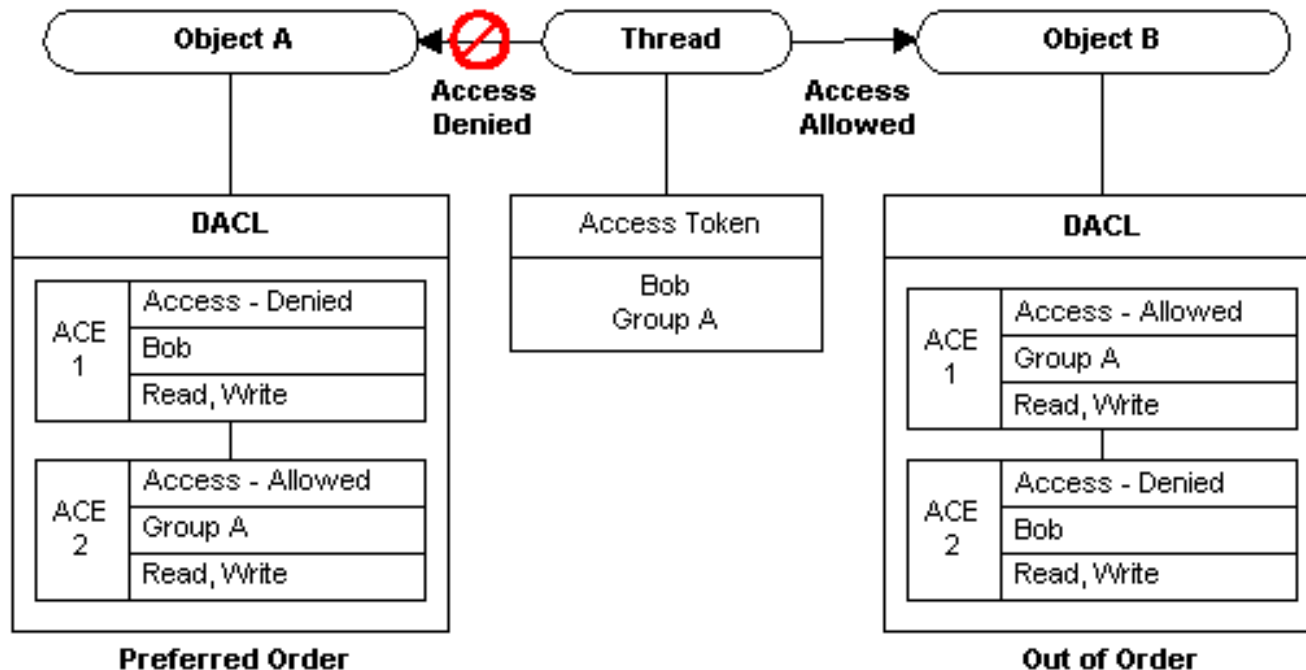 Object A
Thread
Object B
Access
Denied
Access
Allowed
DACL
ACE
1
Access - Denied
Bob
Read, Write
ACE
2
Access - Allowed
Group A
Read, Write
Preferred Order
Access Token
Bob
Group A
DACL
ACE
1
Access - Allowed
Group A
Read, Write
ACE
2
Access - Denied
Bob
Read, Write
Out of Order